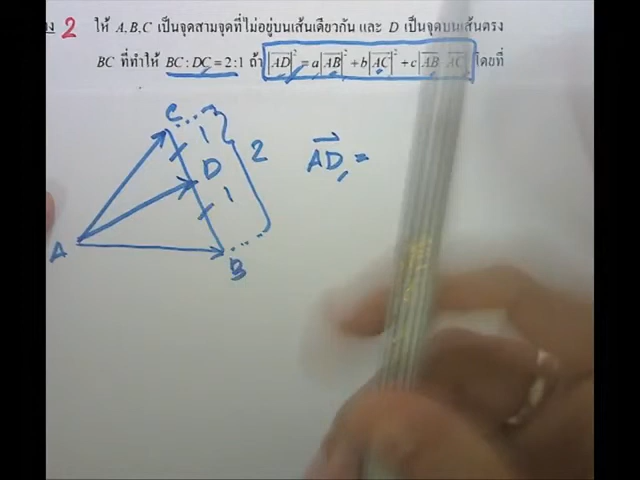 2 ให้ A,B,C เป็นจุดสามจุดที่ไม่อยู่บนเส้นเดียวกัน และ D เป็นจุดบนเส้นตรง
BC ที่ทำให้ BC : DC = 2:1 ถ้า |AD|² = a|AB|² + b|AC|² + c|AB AC| โดยที่
C
1
D
2
AD =
1
A
B